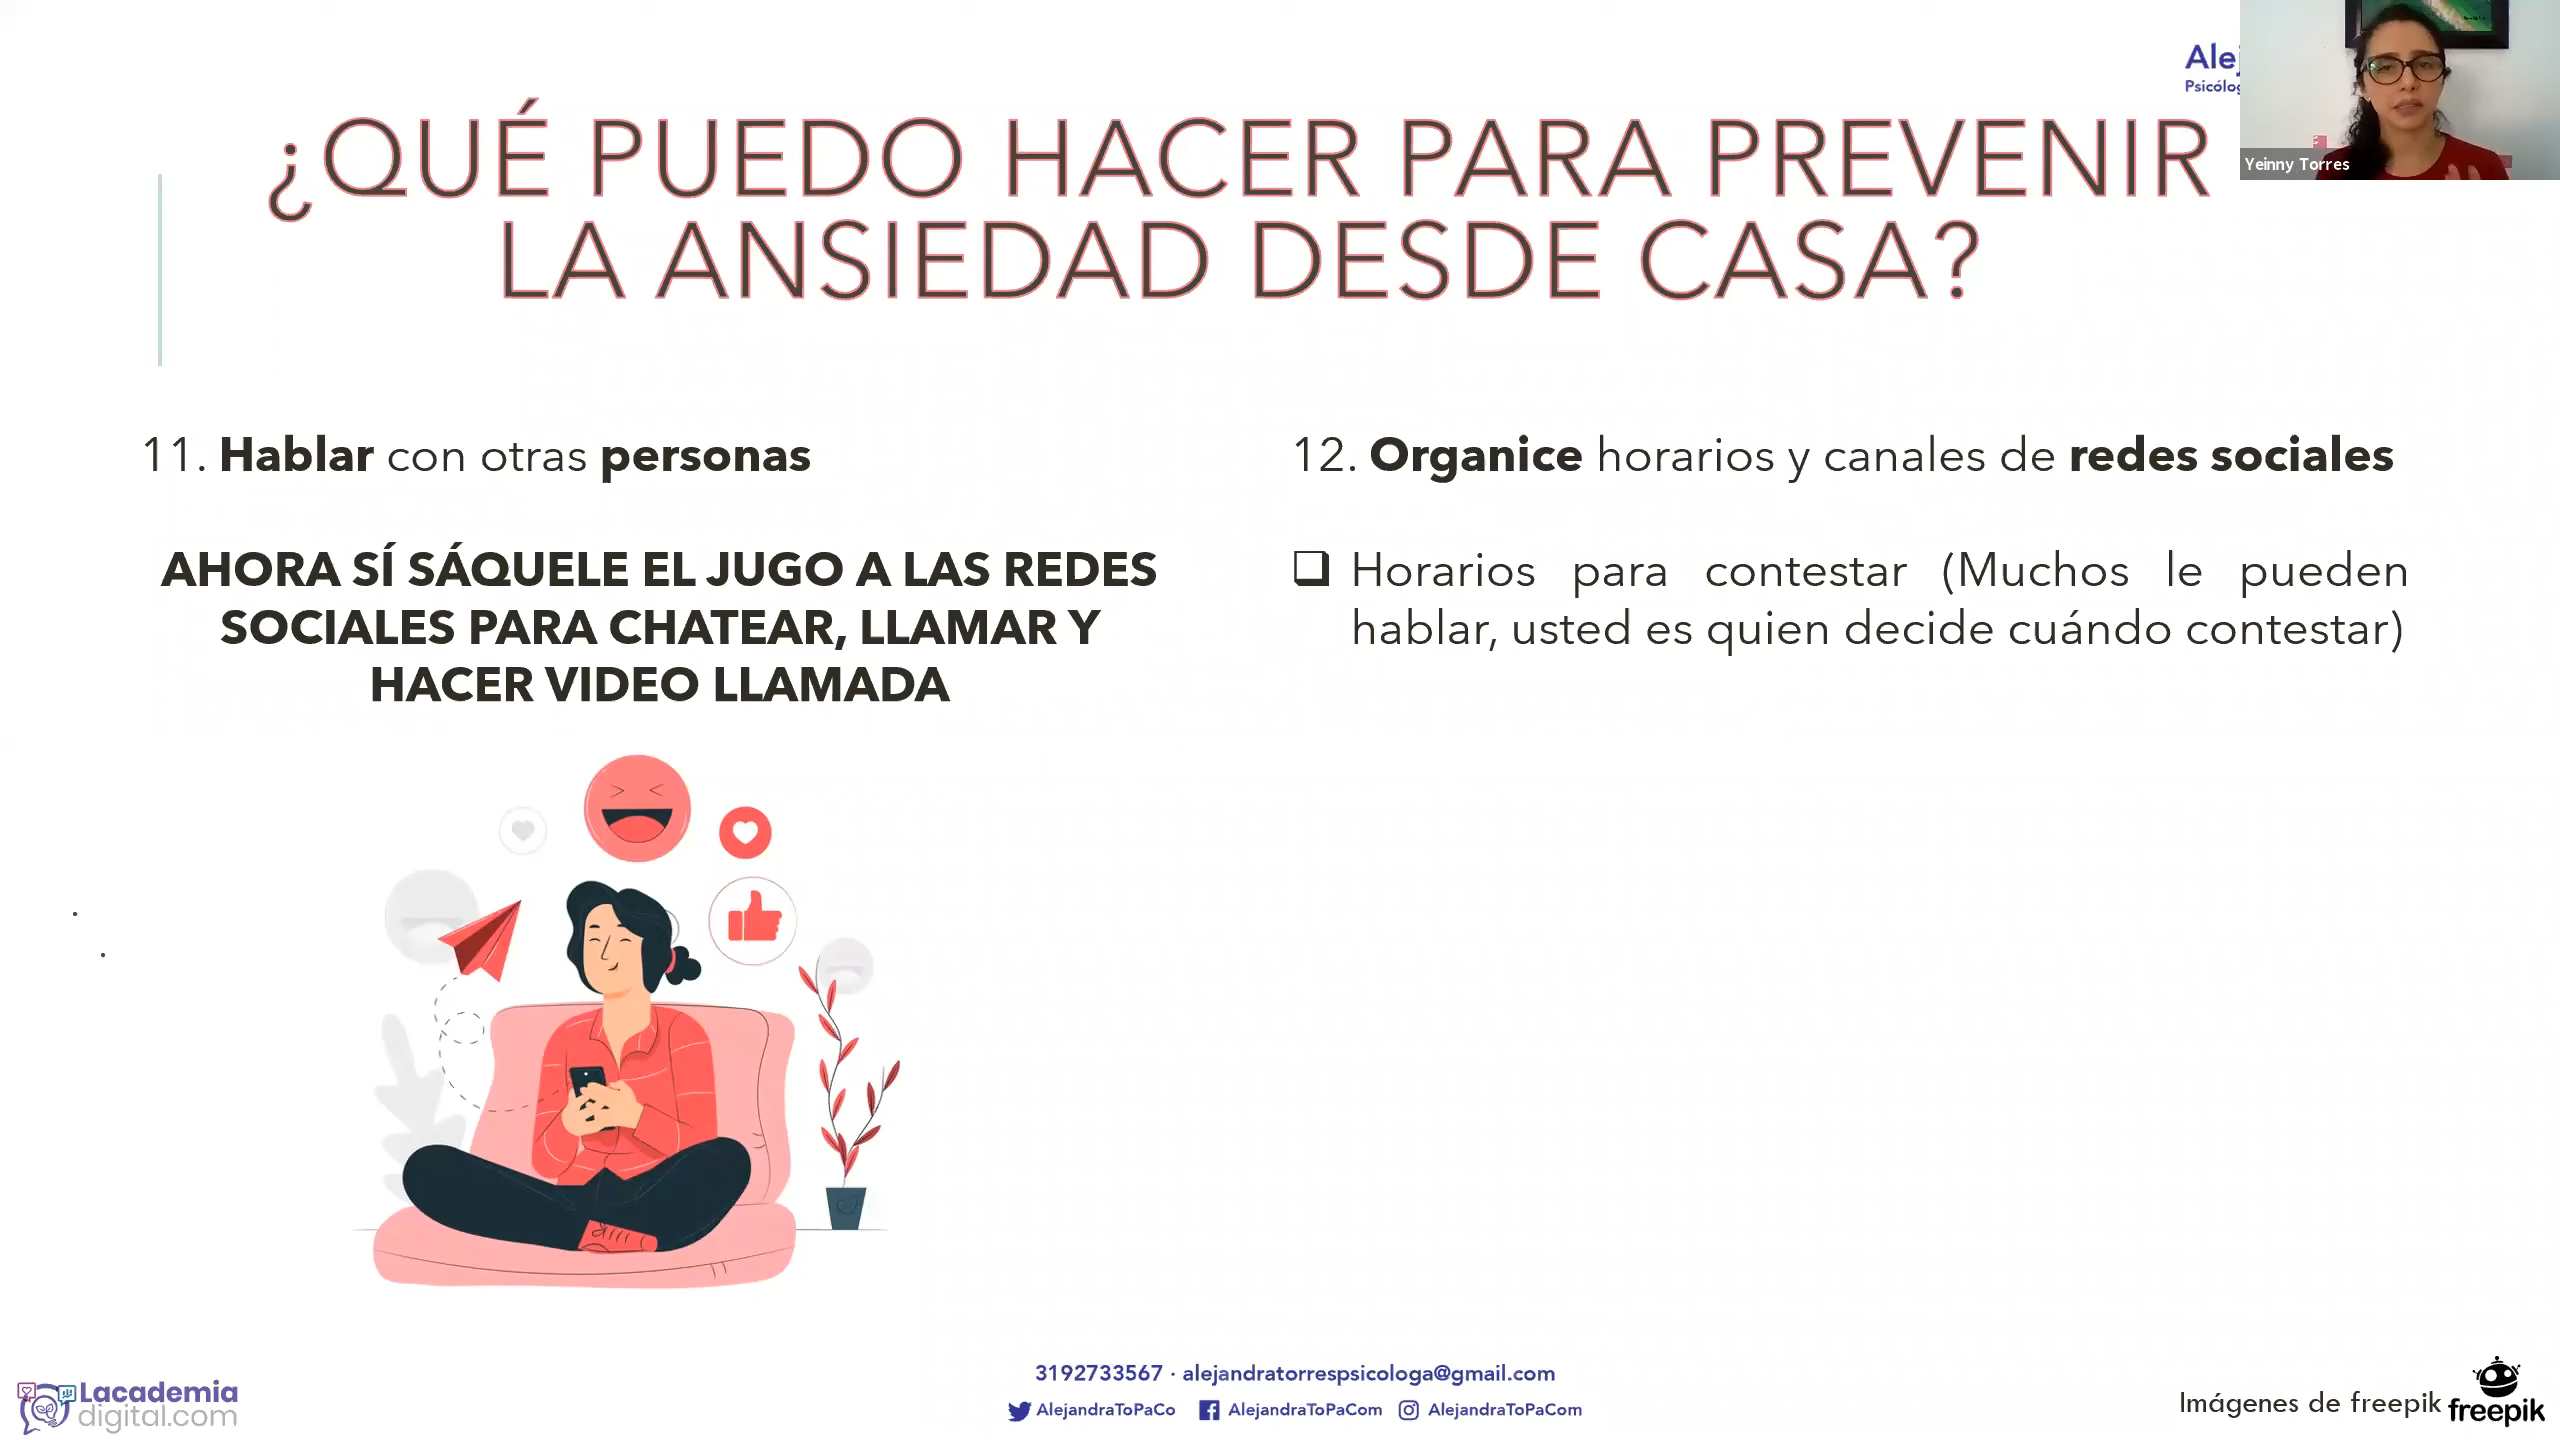 Ale
Psicólog
Yeinny Torres
¿QUÉ PUEDO HACER PARA PREVENIR
LA ANSIEDAD DESDE CASA?
11. Hablar con otras personas
AHORA SÍ SÁQUELE EL JUGO A LAS REDES
SOCIALES PARA CHATEAR, LLAMAR Y
HACER VIDEO LLAMADA
12. Organice horarios y canales de redes sociales
❑ Horarios para contestar (Muchos le pueden
hablar, usted es quien decide cuándo contestar)
Lacademia
digital.com
3192733567 · alejandratorrespsicologa@gmail.com
AlejandraToPaCo AlejandraToPaCom AlejandraToPaCom
Imágenes de freepik
freepik